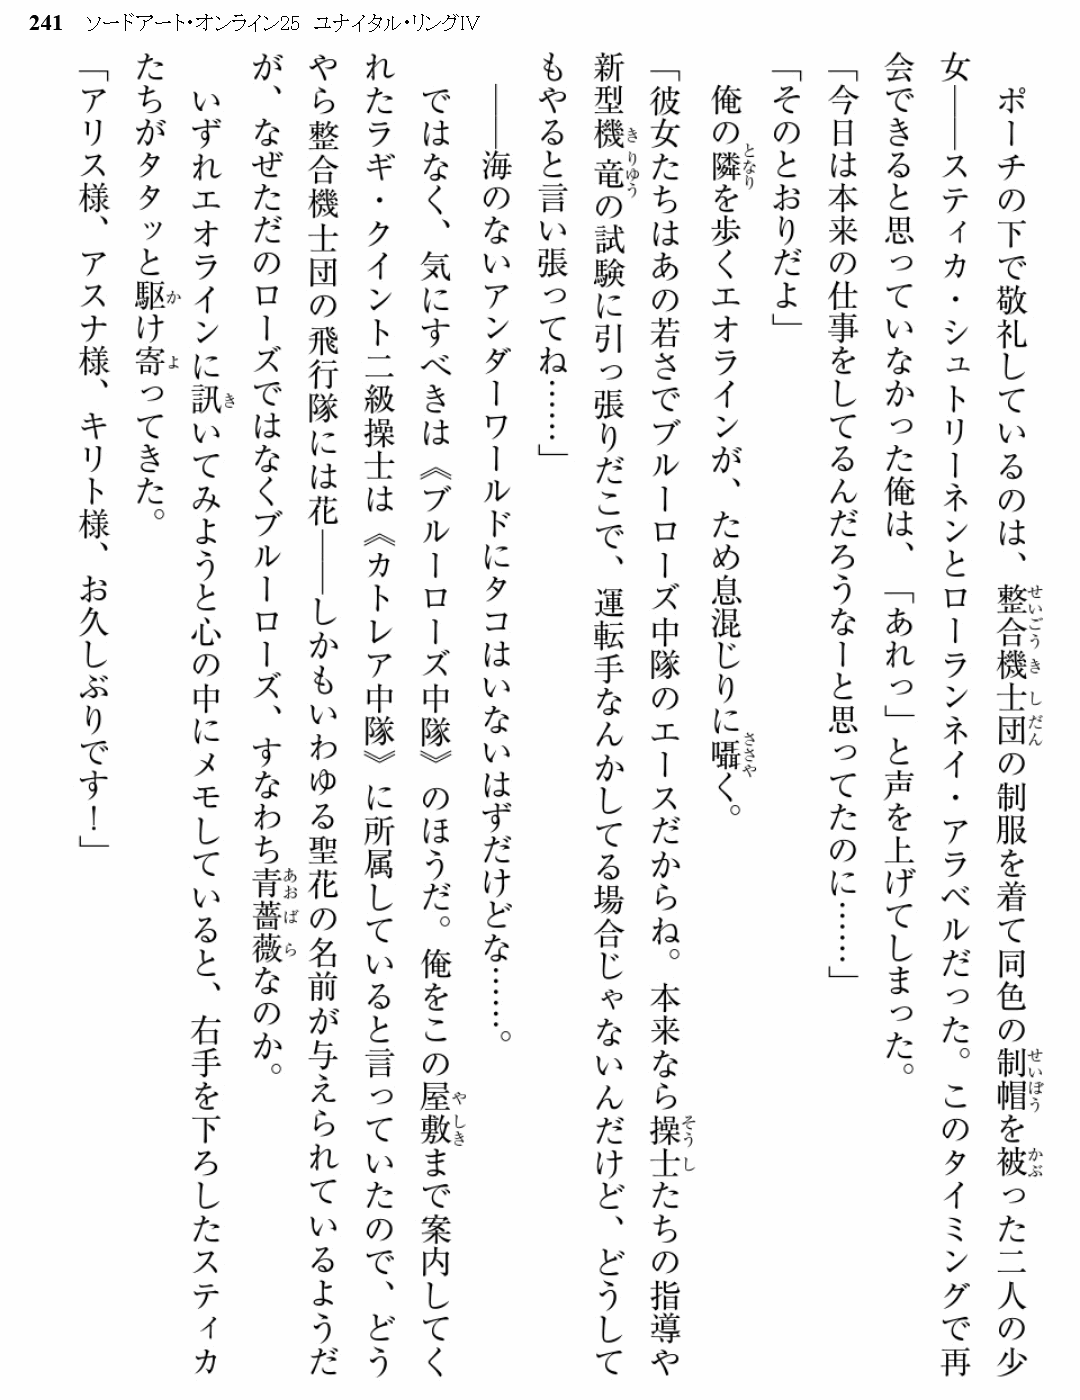 241 ソードアート・オンライン25 ユナイタル・リングIV
ポーチの下で敬礼しているのは、整合機士団の制服を着て同色の制帽を被った二人の少
女――スティカ・シュトリーネンとローランネイ・アラベルだった。このタイミングで再
会できると思っていなかった俺は、「あれっ」と声を上げてしまった。
「今日は本来の仕事をしてるんだろうなーと思ってたのに……」
「そのとおりだよ」
俺の隣を歩くエオラインが、ため息混じりに囁く。
「彼女たちはあの若さでブルーローズ中隊のエースだからね。本来なら操士たちの指導や
新型機竜の試験に引っ張りだこで、運転手なんかしてる場合じゃないんだけど、どうして
もやると言い張ってね……」
――海のないアンダーワールドにタコはいないはずだけどな……。
ではなく、気にすべきは《ブルーローズ中隊》のほうだ。俺をこの屋敷まで案内してく
れたラギ・クイント二級操士は《カトレア中隊》に所属していると言っていたので、どう
やら整合機士団の飛行隊には花――しかもいわゆる聖花の名前が与えられているようだ
が、なぜただのローズではなくブルーローズ、すなわち青薔薇なのか。
いずれエオラインに訊いてみようと心の中にメモしていると、右手を下ろしたスティカ
たちがタタッと駆け寄ってきた。
「アリス様、アスナ様、キリト様、お久しぶりです！」